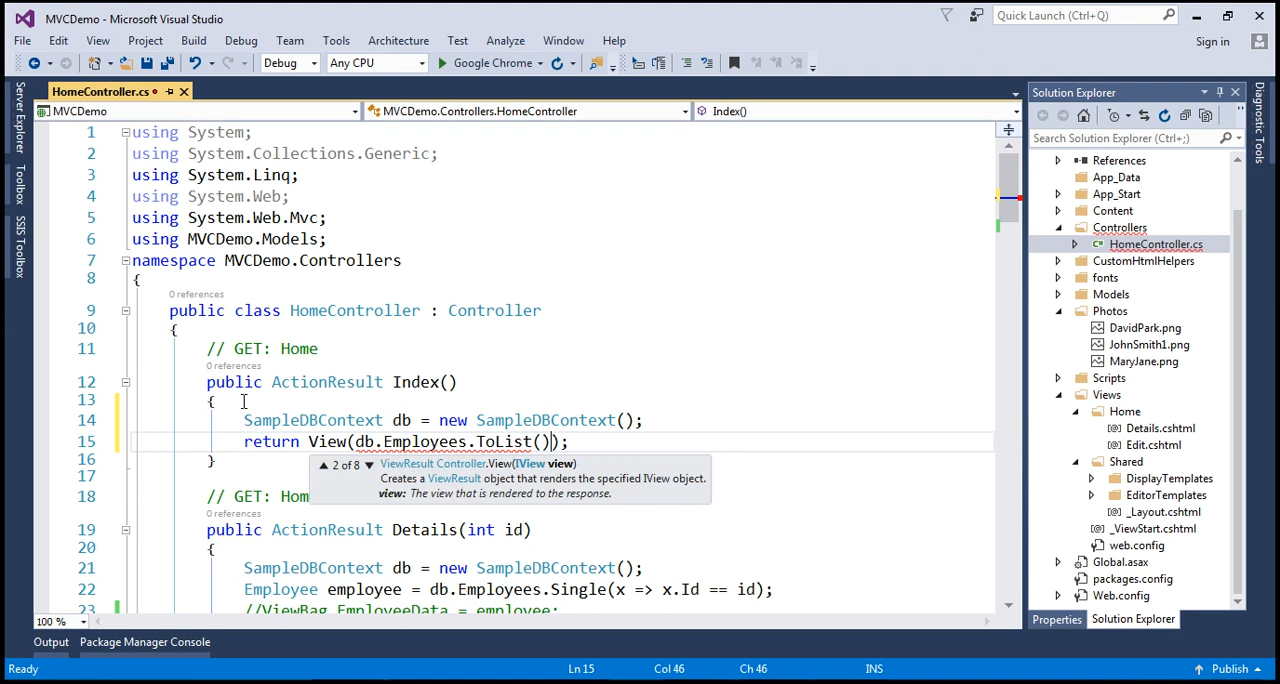 MVCDemo - Microsoft Visual Studio
Quick Launch (Ctrl+Q)
File Edit View Project Build Debug Team Tools Architecture Test Analyze Window Help
Sign in
Debug Any CPU Google Chrome
Server Explorer
Toolbox
SSIS Toolbox
HomeController.cs
MVCDemo MVCDemo.Controllers.HomeController Index()
1 using System;
2 using System.Collections.Generic;
3 using System.Linq;
4 using System.Web;
5 using System.Web.Mvc;
6 using MVCDemo.Models;
7 namespace MVCDemo.Controllers
8 {
0 references
9 public class HomeController : Controller
10 {
11 // GET: Home
0 references
12 public ActionResult Index()
13 {
14 SampleDBContext db = new SampleDBContext();
15 return View(db.Employees.ToList());
16 }
2 of 8 ViewResult Controller.View(IView view)
Creates a ViewResult object that renders the specified IView object.
view: The view that is rendered to the response.
17
18 // GET: Hom
0 references
19 public ActionResult Details(int id)
20 {
21 SampleDBContext db = new SampleDBContext();
22 Employee employee = db.Employees.Single(x => x.Id == id);
23 //ViewBag.EmployeeData = employee;
100 %
Solution Explorer
Search Solution Explorer (Ctrl+;)
References
App_Data
App_Start
Content
Controllers
HomeController.cs
CustomHtmlHelpers
fonts
Models
Photos
DavidPark.png
JohnSmith1.png
MaryJane.png
Scripts
Views
Home
Details.cshtml
Edit.cshtml
Shared
DisplayTemplates
EditorTemplates
_Layout.cshtml
_ViewStart.cshtml
web.config
Global.asax
packages.config
Web.config
Properties Solution Explorer
Diagnostic Tools
Output Package Manager Console
Ready Ln 15 Col 46 Ch 46 INS Publish